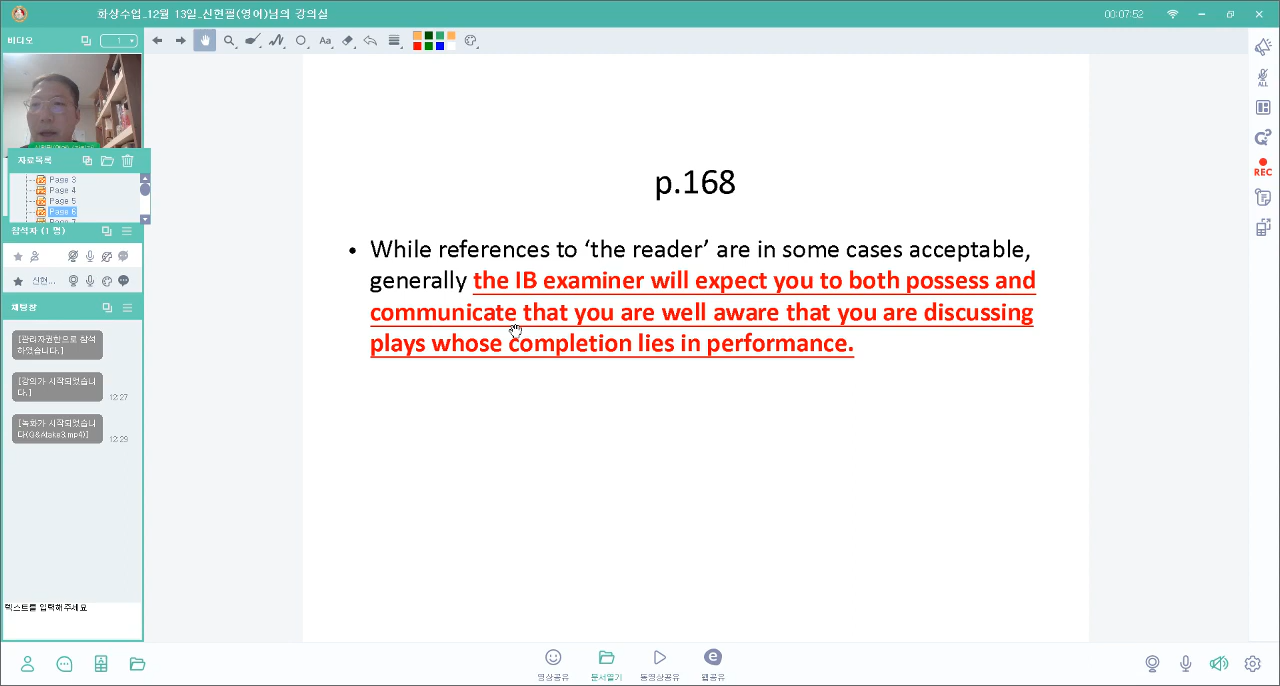 화상수업_12월 13일_신현필(영어)님의 강의실
00:07:52
비디오
1
Aa
ALL
REC
자료목록
Page 3
Page 4
Page 5
Page 6
Page 7
참석자 (1 명)
신현...
채팅창
[관리자권한으로 참석
하였습니다.]
[강의가 시작되었습니
다.]
12:27
[녹화가 시작되었습니
다(Q&Atake3.mp4)]
12:29
텍스트를 입력해주세요
p.168
• While references to ‘the reader’ are in some cases acceptable,
generally the IB examiner will expect you to both possess and
communicate that you are well aware that you are discussing
plays whose completion lies in performance.
영상공유
문서열기
동영상공유
웹공유